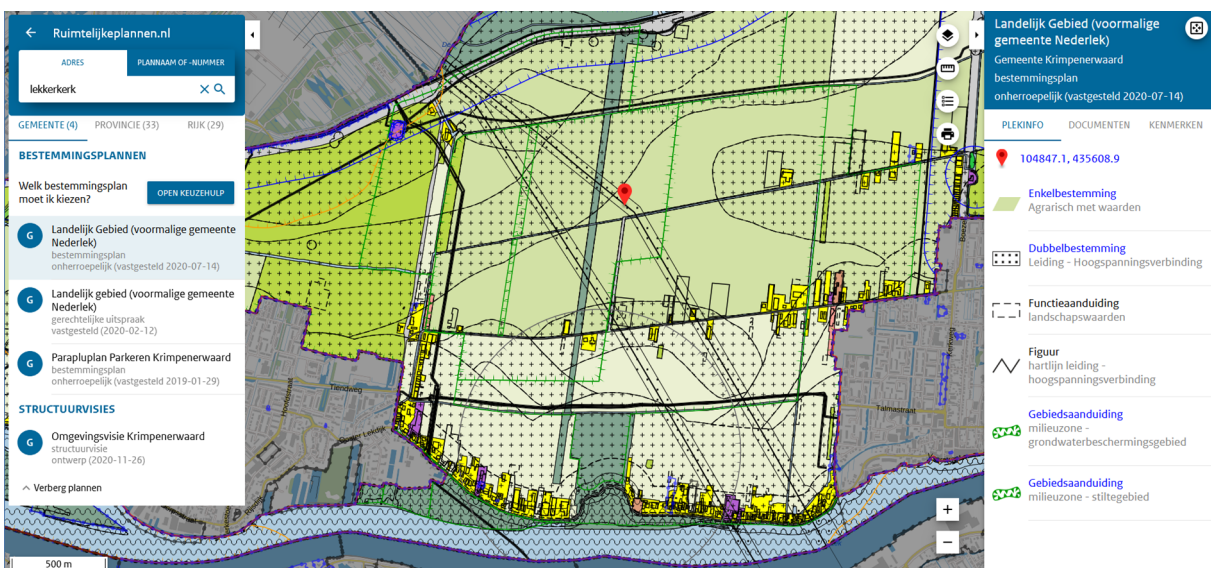 Ruimtelijkeplannen.nl
ADRES
PLANNAAM OF -NUMMER
lekkerkerk
GEMEENTE (4)
PROVINCIE (33)
RIJK (29)
BESTEMMINGSPLANNEN
Welk bestemmingsplan
moet ik kiezen?
OPEN KEUZEHULP
G
Landelijk Gebied (voormalige gemeente
Nederlek)
bestemmingsplan
onherroepelijk (vastgesteld 2020-07-14)
G
Landelijk gebied (voormalige gemeente
Nederlek)
gerechtelijke uitspraak
vastgesteld (2020-02-12)
G
Parapluplan Parkeren Krimpenerwaard
bestemmingsplan
onherroepelijk (vastgesteld 2019-01-29)
STRUCTUURVISIES
G
Omgevingsvisie Krimpenerwaard
structuurvisie
ontwerp (2020-11-26)
Verberg plannen
500 m
Hoofdstraat
Tiendweg
Talmastraat
Kerkweg
Landelijk Gebied (voormalige
gemeente Nederlek)
Gemeente Krimpenerwaard
bestemmingsplan
onherroepelijk (vastgesteld 2020-07-14)
PLEKINFO
DOCUMENTEN
KENMERKEN
104847.1, 435608.9
Enkelbestemming
Agrarisch met waarden
Dubbelbestemming
Leiding - Hoogspanningsverbinding
Functieaanduiding
landschapswaarden
Figuur
hartlijn leiding -
hoogspanningsverbinding
Gebiedsaanduiding
milieuzone -
grondwaterbeschermingsgebied
Gebiedsaanduiding
milieuzone - stiltegebied
+
−